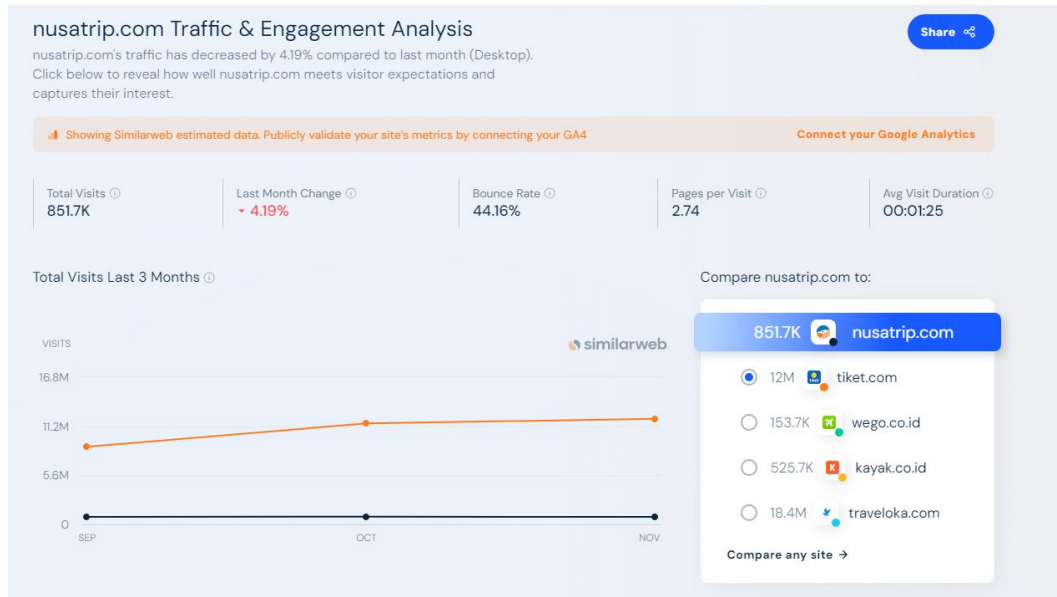 nusatrip.com Traffic & Engagement Analysis
Share
nusatrip.com's traffic has decreased by 4.19% compared to last month (Desktop).
Click below to reveal how well nusatrip.com meets visitor expectations and
captures their interest.
Showing Similarweb estimated data. Publicly validate your site's metrics by connecting your GA4
Connect your Google Analytics
Total Visits
851.7K
Last Month Change
4.19%
Bounce Rate
44.16%
Pages per Visit
2.74
Avg Visit Duration
00:01:25
Total Visits Last 3 Months
VISITS
similarweb
16.8M
11.2M
5.6M
0
SEP
OCT
NOV
Compare nusatrip.com to:
851.7K nusatrip.com
12M tiket.com
153.7K wego.co.id
525.7K K kayak.co.id
18.4M traveloka.com
Compare any site →